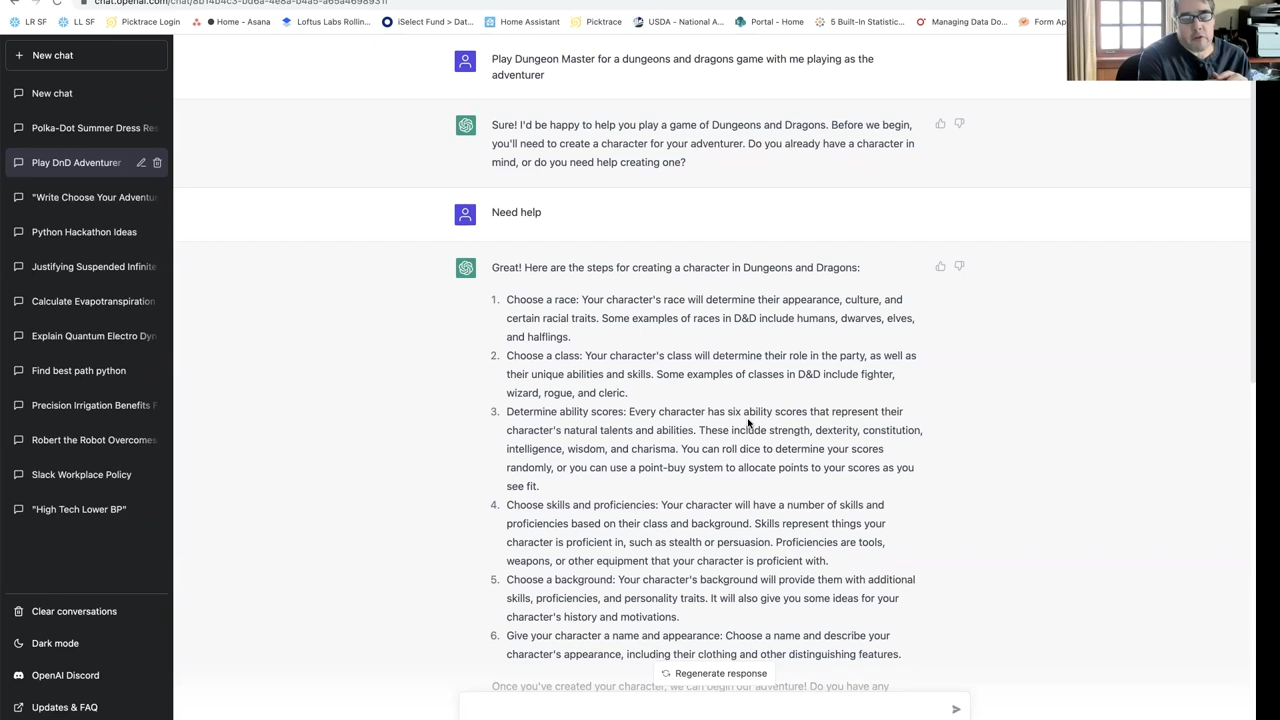 LR SF
LL SF
Picktrace Login
Home - Asana
Loftus Labs Rollin...
iSelect Fund > Dat...
Home Assistant
Picktrace
USDA - National A...
Portal - Home
5 Built-in Statistic...
Managing Data Do...
Form Ap
New chat
New chat
Polka-Dot Summer Dress Res
Play DnD Adventurer
"Write Choose Your Adventu
Python Hackathon Ideas
Justifying Suspended Infinite
Calculate Evapotranspiration
Explain Quantum Electro Dyn
Find best path python
Precision Irrigation Benefits F
Robert the Robot Overcomes
Slack Workplace Policy
"High Tech Lower BP"
Clear conversations
Dark mode
OpenAI Discord
Updates & FAQ
Play Dungeon Master for a dungeons and dragons game with me playing as the
adventurer
Sure! I'd be happy to help you play a game of Dungeons and Dragons. Before we begin,
you'll need to create a character for your adventurer. Do you already have a character in
mind, or do you need help creating one?
Need help
Great! Here are the steps for creating a character in Dungeons and Dragons:
1. Choose a race: Your character's race will determine their appearance, culture, and
certain racial traits. Some examples of races in D&D include humans, dwarves, elves,
and halflings.
2. Choose a class: Your character's class will determine their role in the party, as well as
their unique abilities and skills. Some examples of classes in D&D include fighter,
wizard, rogue, and cleric.
3. Determine ability scores: Every character has six ability scores that represent their
character's natural talents and abilities. These include strength, dexterity, constitution,
intelligence, wisdom, and charisma. You can roll dice to determine your scores
randomly, or you can use a point-buy system to allocate points to your scores as you
see fit.
4. Choose skills and proficiencies: Your character will have a number of skills and
proficiencies based on their class and background. Skills represent things your
character is proficient in, such as stealth or persuasion. Proficiencies are tools,
weapons, or other equipment that your character is proficient with.
5. Choose a background: Your character's background will provide them with additional
skills, proficiencies, and personality traits. It will also give you some ideas for your
character's history and motivations.
6. Give your character a name and appearance: Choose a name and describe your
character's appearance, including their clothing and other distinguishing features.
Once you've created your character, we can begin our adventure! Do you have any
Regenerate response